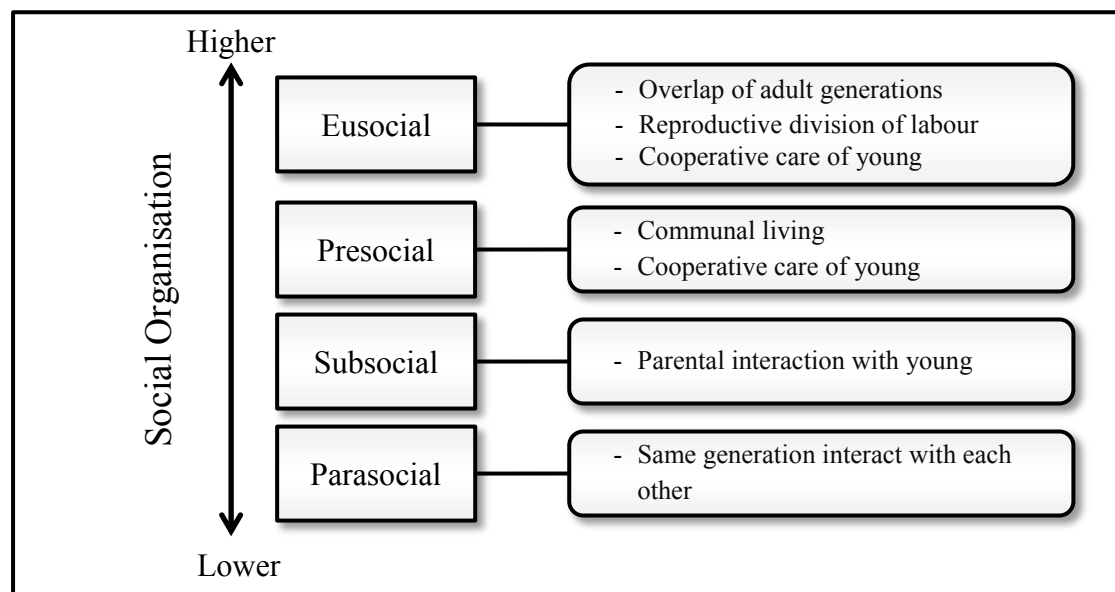 Higher
Social Organisation
Eusocial
- Overlap of adult generations
- Reproductive division of labour
- Cooperative care of young
Presocial
- Communal living
- Cooperative care of young
Subsocial
- Parental interaction with young
Parasocial
- Same generation interact with each
other
Lower